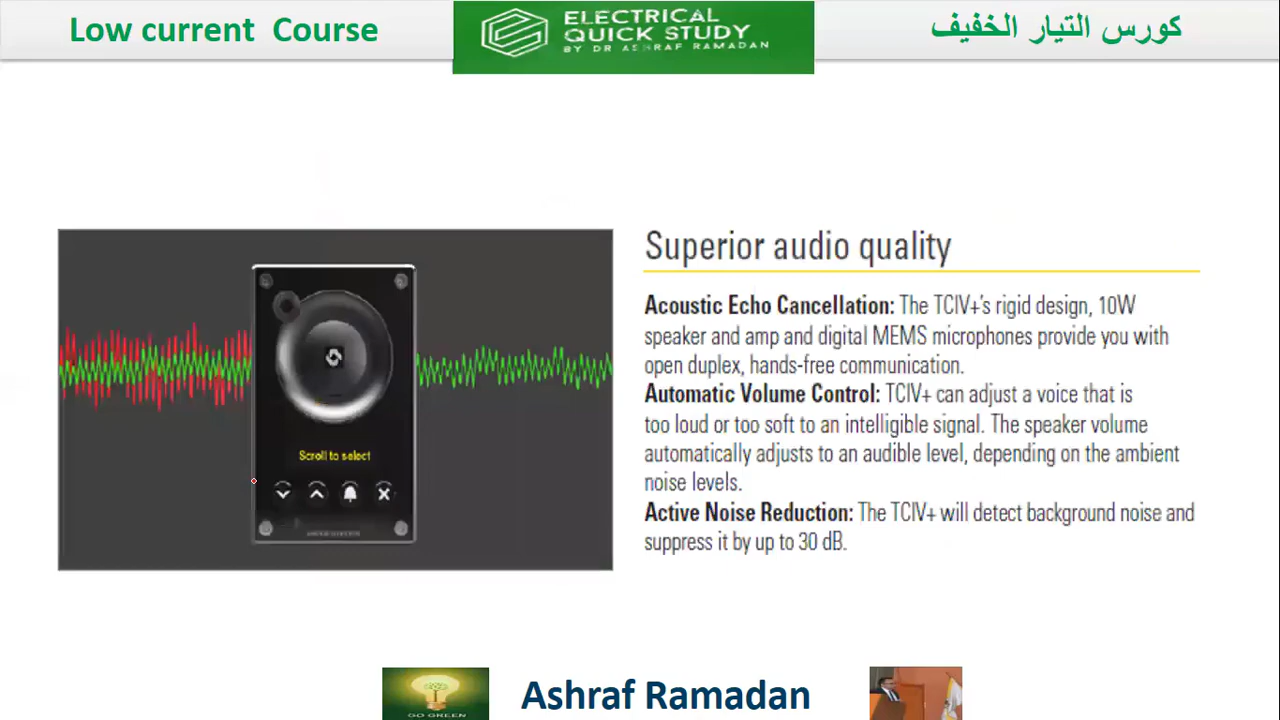 Low current Course
ELECTRICAL
QUICK STUDY
BY DR ASHRAF RAMADAN
كورس التيار الخفيف
Scroll to select
Superior audio quality
Acoustic Echo Cancellation: The TCIV+'s rigid design, 10W
speaker and amp and digital MEMS microphones provide you with
open duplex, hands-free communication.
Automatic Volume Control: TCIV+ can adjust a voice that is
too loud or too soft to an intelligible signal. The speaker volume
automatically adjusts to an audible level, depending on the ambient
noise levels.
Active Noise Reduction: The TCIV+ will detect background noise and
suppress it by up to 30 dB.
GO GREEN
Ashraf Ramadan